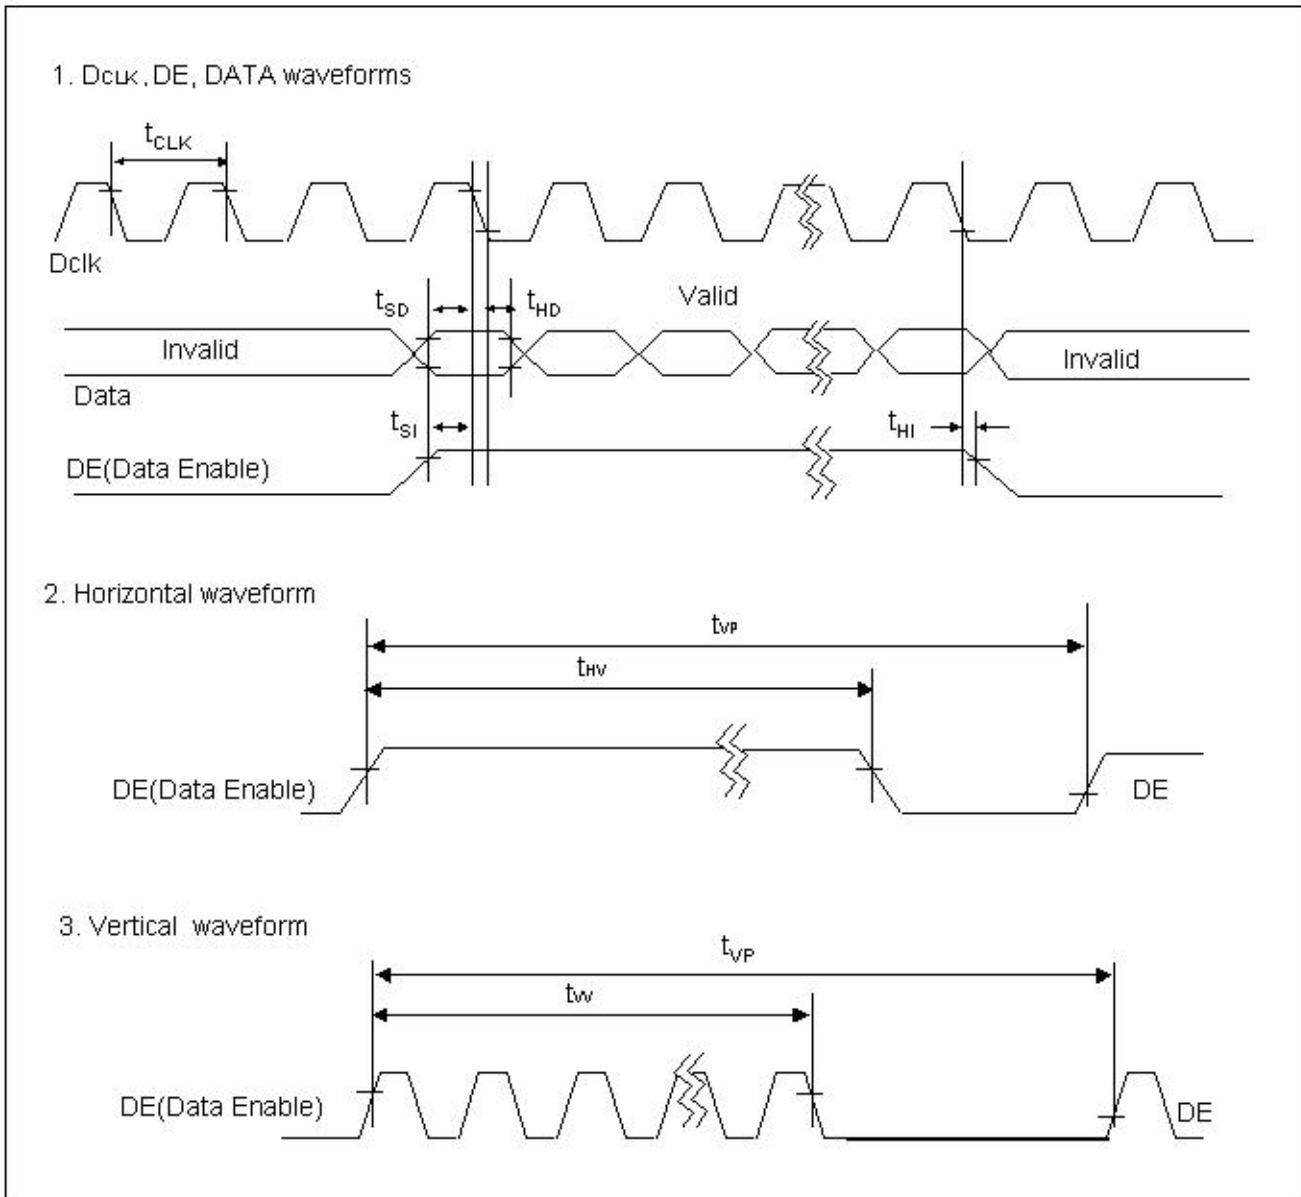 1. DCLK, DE, DATA waveforms
tCLK
Dclk
tSD
tHD
Valid
Invalid
Invalid
Data
tSI
tHI
DE(Data Enable)
2. Horizontal waveform
tVP
tHV
DE(Data Enable)
DE
3. Vertical waveform
tVP
tVV
DE(Data Enable)
DE